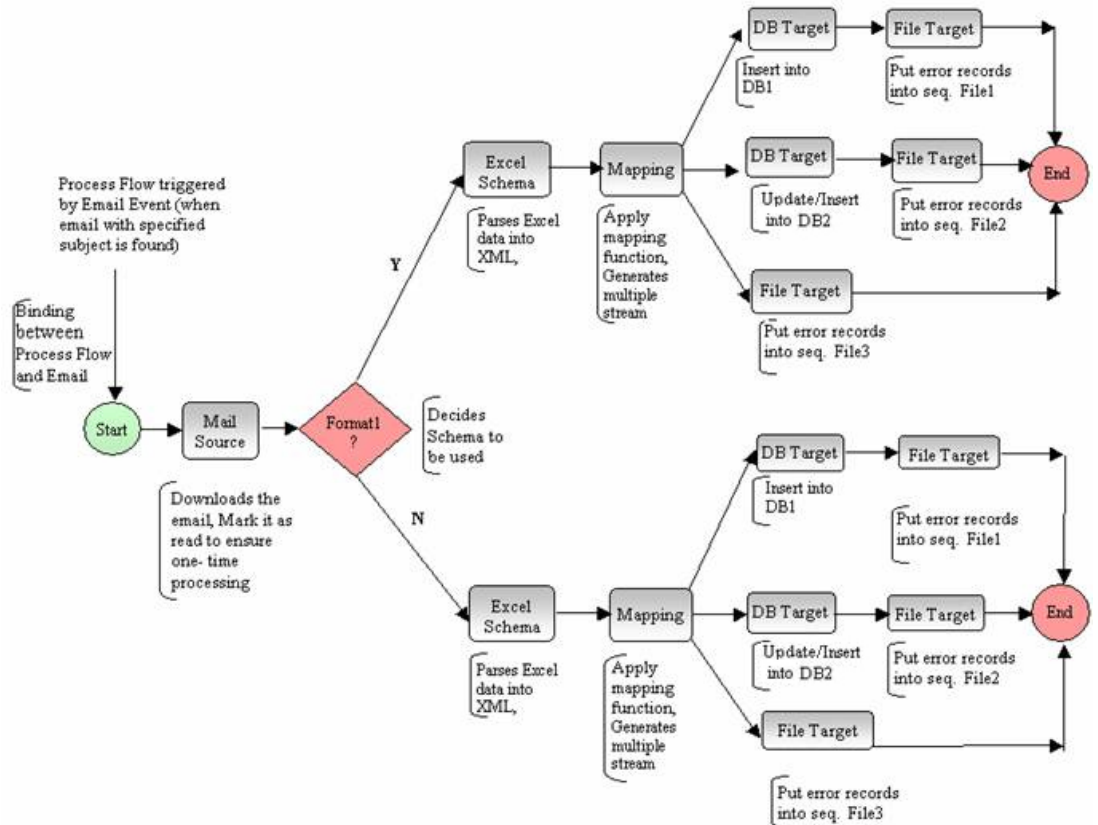 DB Target
File Target
Insert into
DB1
Put error records
into seq. File1
Excel
Schema
Mapping
DB Target
File Target
End
Process Flow triggered
by Email Event (when
email with specified
subject is found)
Parses Excel
data into
XML,
Apply
mapping
function,
Generates
multiple
stream
Update/Insert
into DB2
Put error records
into seq. File2
Y
File Target
Binding
between
Process Flow
and Email
Put error records
into seq. File3
Start
Mail
Source
Format1
?
Decides
Schema to
be used
DB Target
File Target
Insert into
DB1
Downloads the
email, Mark it as
read to ensure
one- time
processing
N
Put error records
into seq. File1
Excel
Schema
Mapping
DB Target
File Target
End
Parses Excel
data into
XML,
Apply
mapping
function,
Generates
multiple
stream
Update/Insert
into DB2
Put error records
into seq. File2
File Target
Put error records
into seq. File3